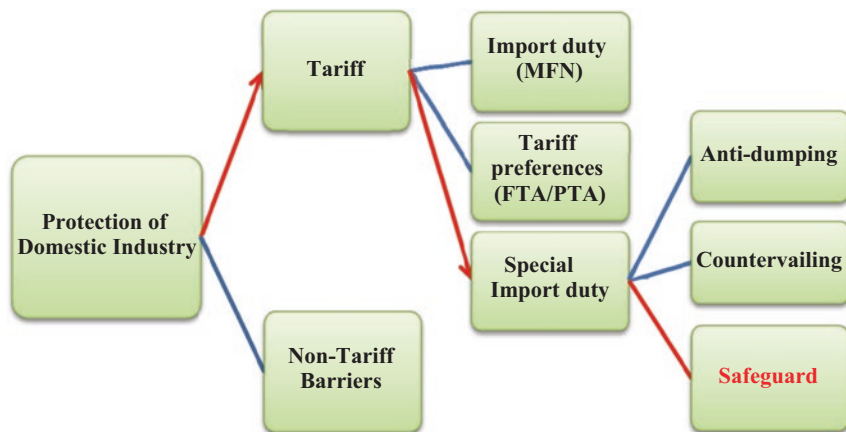 Protection of
Domestic Industry
Tariff
Non-Tariff
Barriers
Import duty
(MFN)
Tariff
preferences
(FTA/PTA)
Special
Import duty
Anti-dumping
Countervailing
Safeguard